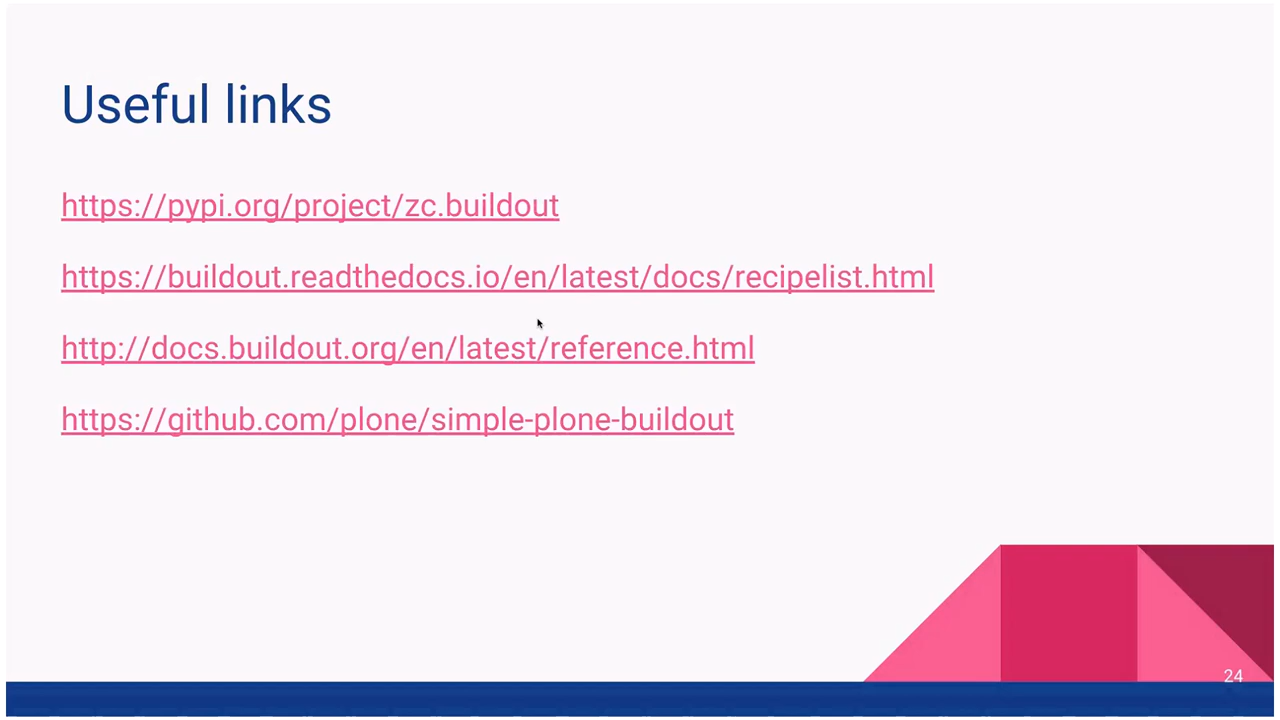 Useful links
https://pypi.org/project/zc.buildout
https://buildout.readthedocs.io/en/latest/docs/recipelist.html
http://docs.buildout.org/en/latest/reference.html
https://github.com/plone/simple-plone-buildout
24